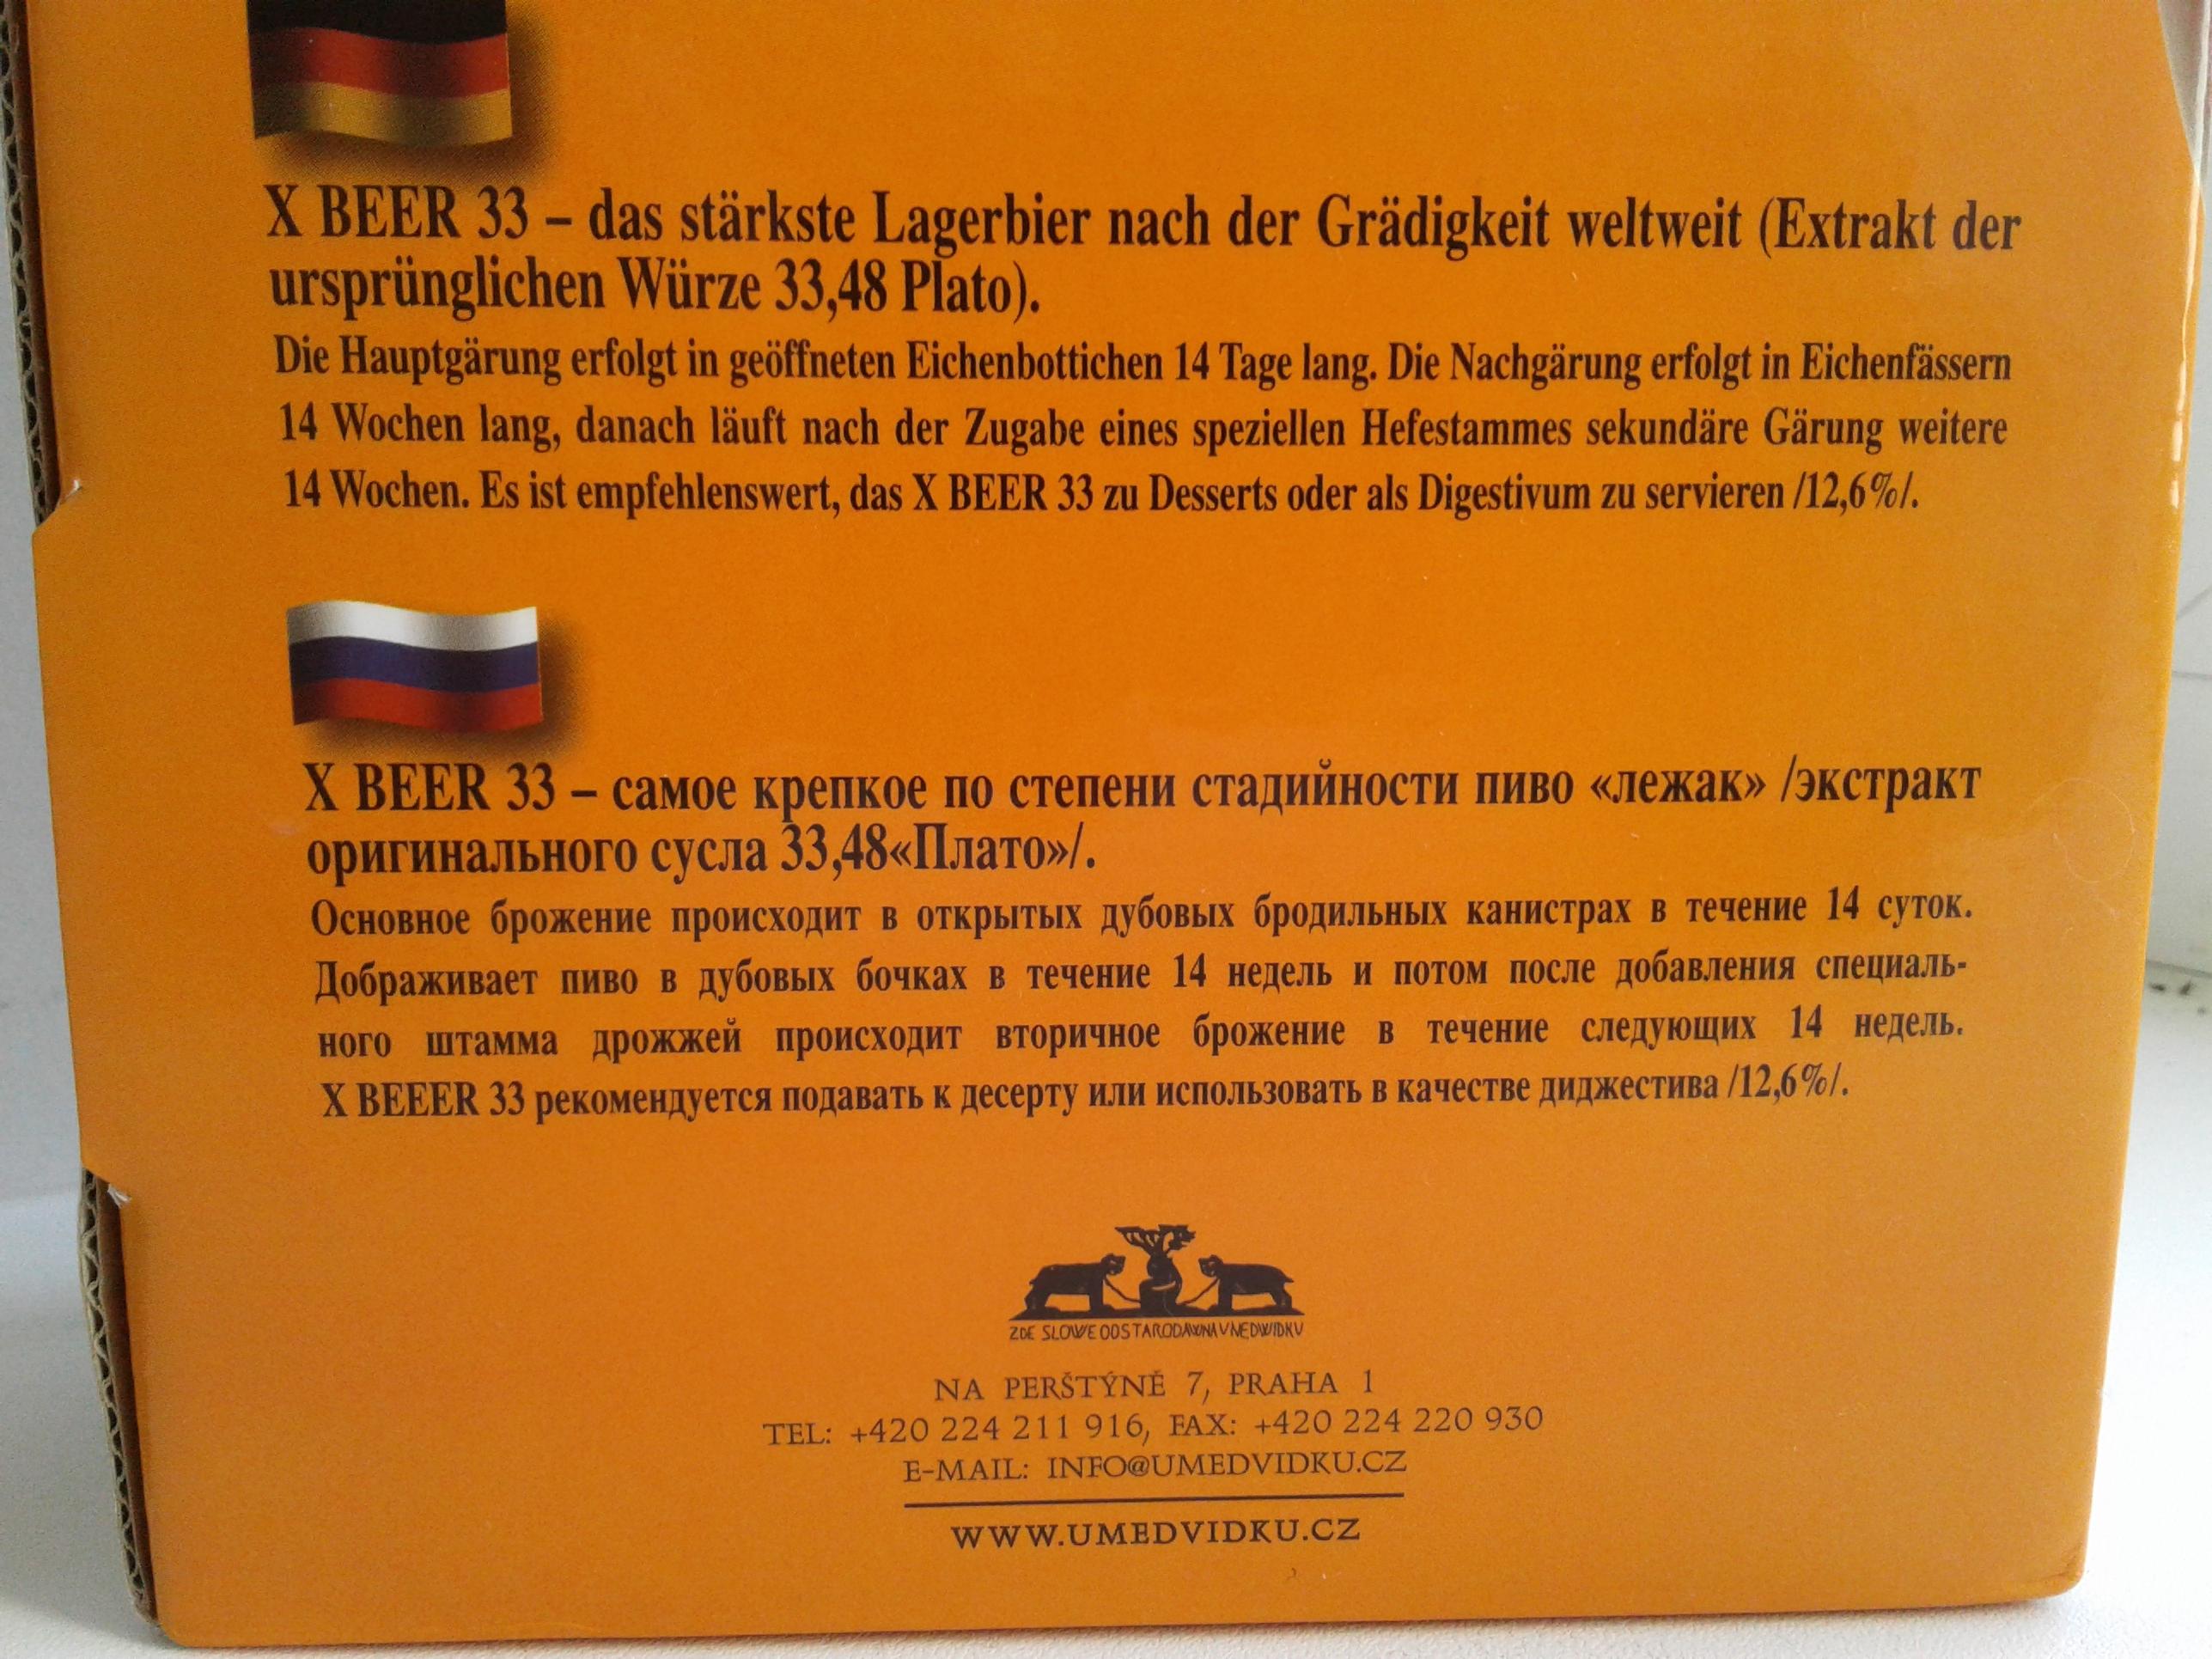 X BEER 33 – das stärkste Lagerbier nach der Grädigkeit weltweit (Extrakt der
ursprünglichen Würze 33,48 Plato).
Die Hauptgärung erfolgt in geöffneten Eichenbottichen 14 Tage lang. Die Nachgärung erfolgt in Eichenfässern
14 Wochen lang, danach läuft nach der Zugabe eines speziellen Hefestammes sekundäre Gärung weitere
14 Wochen. Es ist empfehlenswert, das X BEER 33 zu Desserts oder als Digestivum zu servieren /12,6%/.
X BEER 33 – самое крепкое по степени стадийности пиво «лежак» /экстракт
оригинального сусла 33,48«Плато»/.
Основное брожение происходит в открытых дубовых бродильных канистрах в течение 14 суток.
Дображивает пиво в дубовых бочках в течение 14 недель и потом после добавления специаль-
ного штамма дрожжей происходит вторичное брожение в течение следующих 14 недель.
X BEEER 33 рекомендуется подавать к десерту или использовать в качестве диджестива /12,6%/.
ZDE SLOWE ODSTARODAWNA V NEDWIDKU
NA PERŠTÝNĚ 7, PRAHA 1
TEL: +420 224 211 916, FAX: +420 224 220 930
E-MAIL: INFO@UMEDVIDKU.CZ
WWW.UMEDVIDKU.CZ